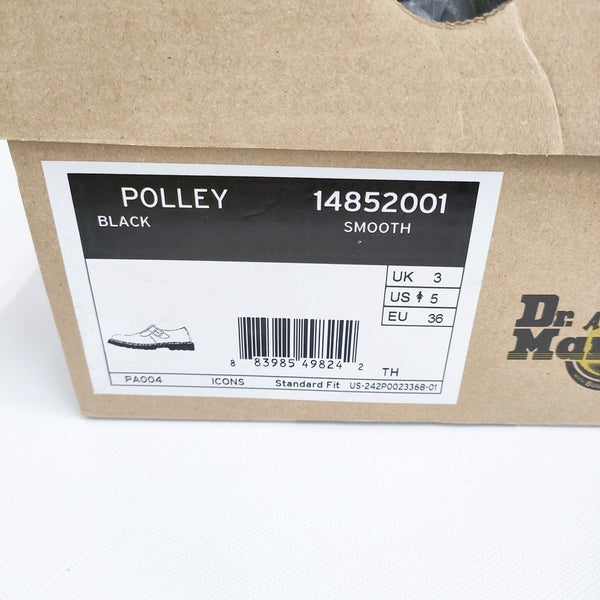 POLLEY 14852001
BLACK SMOOTH
UK 3
US 5
EU 36
8 83985 49824 2
TH
PA004 ICONS Standard Fit US-242P0023368-01
Dr.